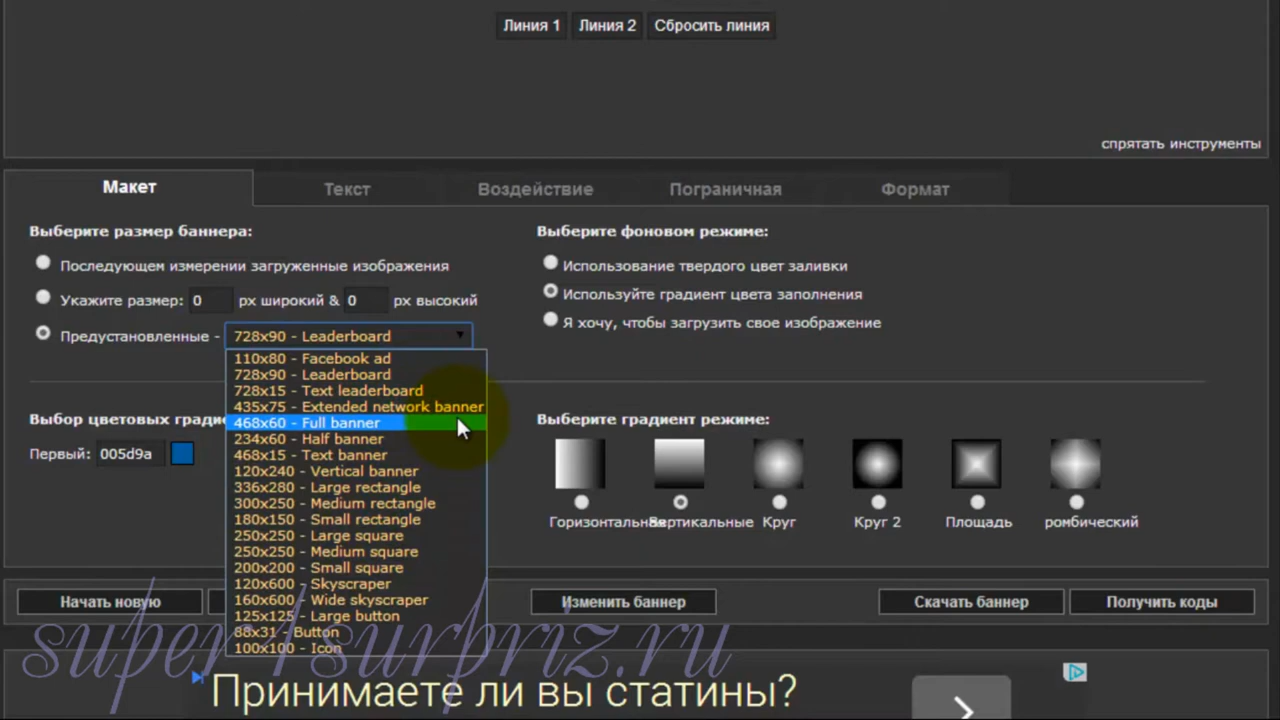 Линия 1 Линия 2 Сбросить линия
спрятать инструменты
Макет Текст Воздействие Пограничная Формат
Выберите размер баннера:
Последующем измерении загруженные изображения
Укажите размер: 0 px широкий & 0 px высокий
Предустановленные - 728x90 - Leaderboard
110x80 - Facebook ad
728x90 - Leaderboard
728x15 - Text leaderboard
435x75 - Extended network banner
468x60 - Full banner
234x60 - Half banner
468x15 - Text banner
120x240 - Vertical banner
336x280 - Large rectangle
300x250 - Medium rectangle
180x150 - Small rectangle
250x250 - Large square
250x250 - Medium square
200x200 - Small square
120x600 - Skyscraper
160x600 - Wide skyscraper
125x125 - Large button
88x31 - Button
100x100 - Icon
Выберите фоновом режиме:
Использование твердого цвет заливки
Используйте градиент цвета заполнения
Я хочу, чтобы загрузить свое изображение
Выбор цветовых гради
Первый: 005d9a
Выберите градиент режиме:
Горизонтальная Вертикальные Круг Круг 2 Площадь ромбический
Начать новую Изменить баннер Скачать баннер Получить коды
super1surpriz.ru
Принимаете ли вы статины?